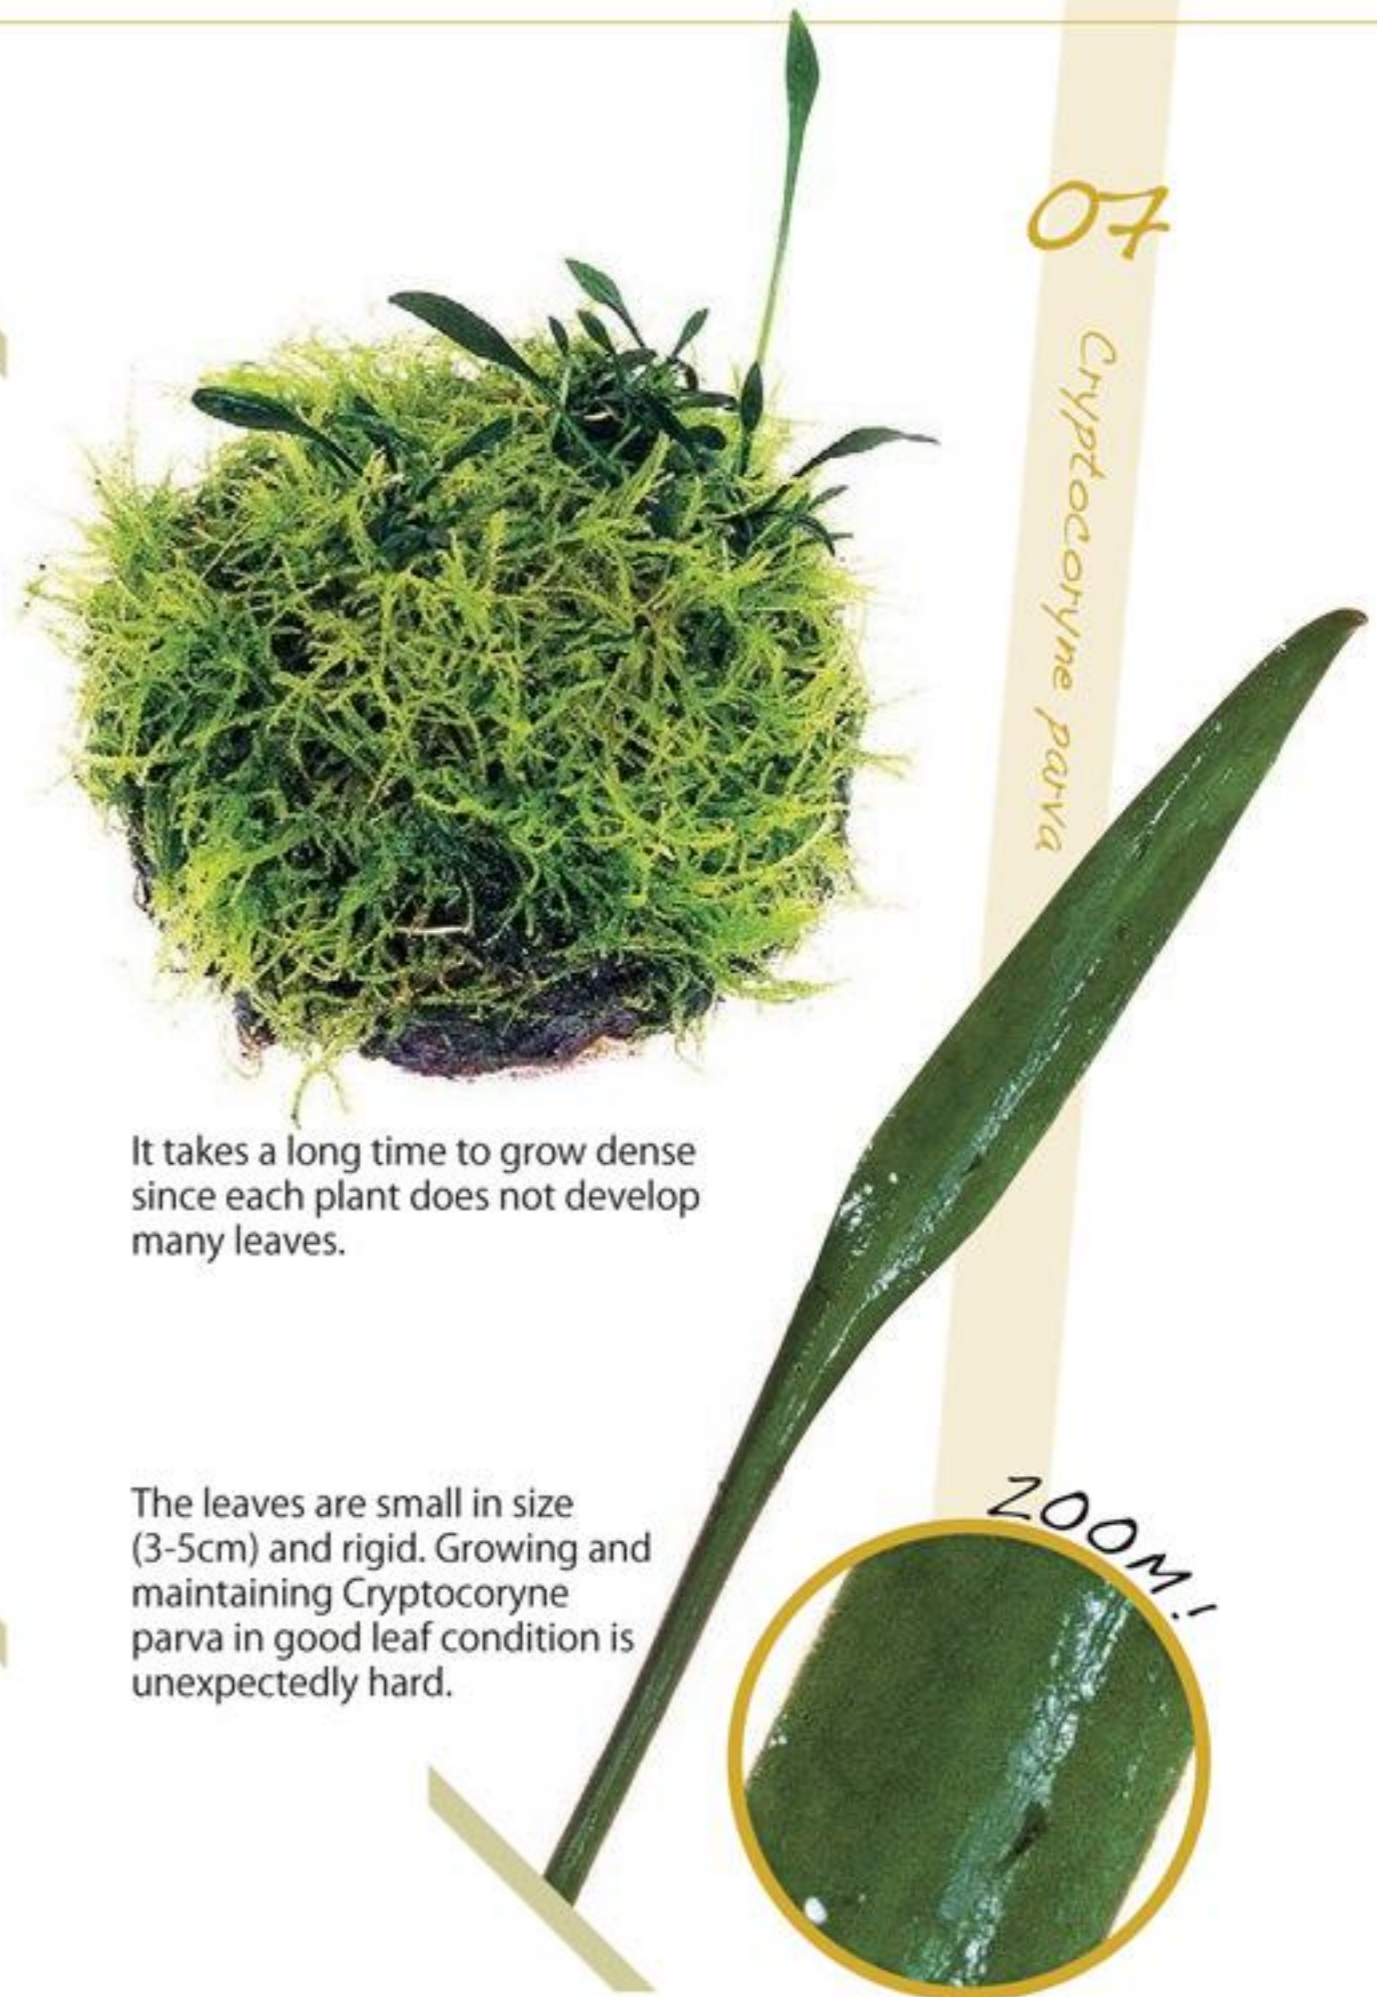 07
Cryptocoryne parva
It takes a long time to grow dense
since each plant does not develop
many leaves.
The leaves are small in size
(3-5cm) and rigid. Growing and
maintaining Cryptocoryne
parva in good leaf condition is
unexpectedly hard.
ZOOM!